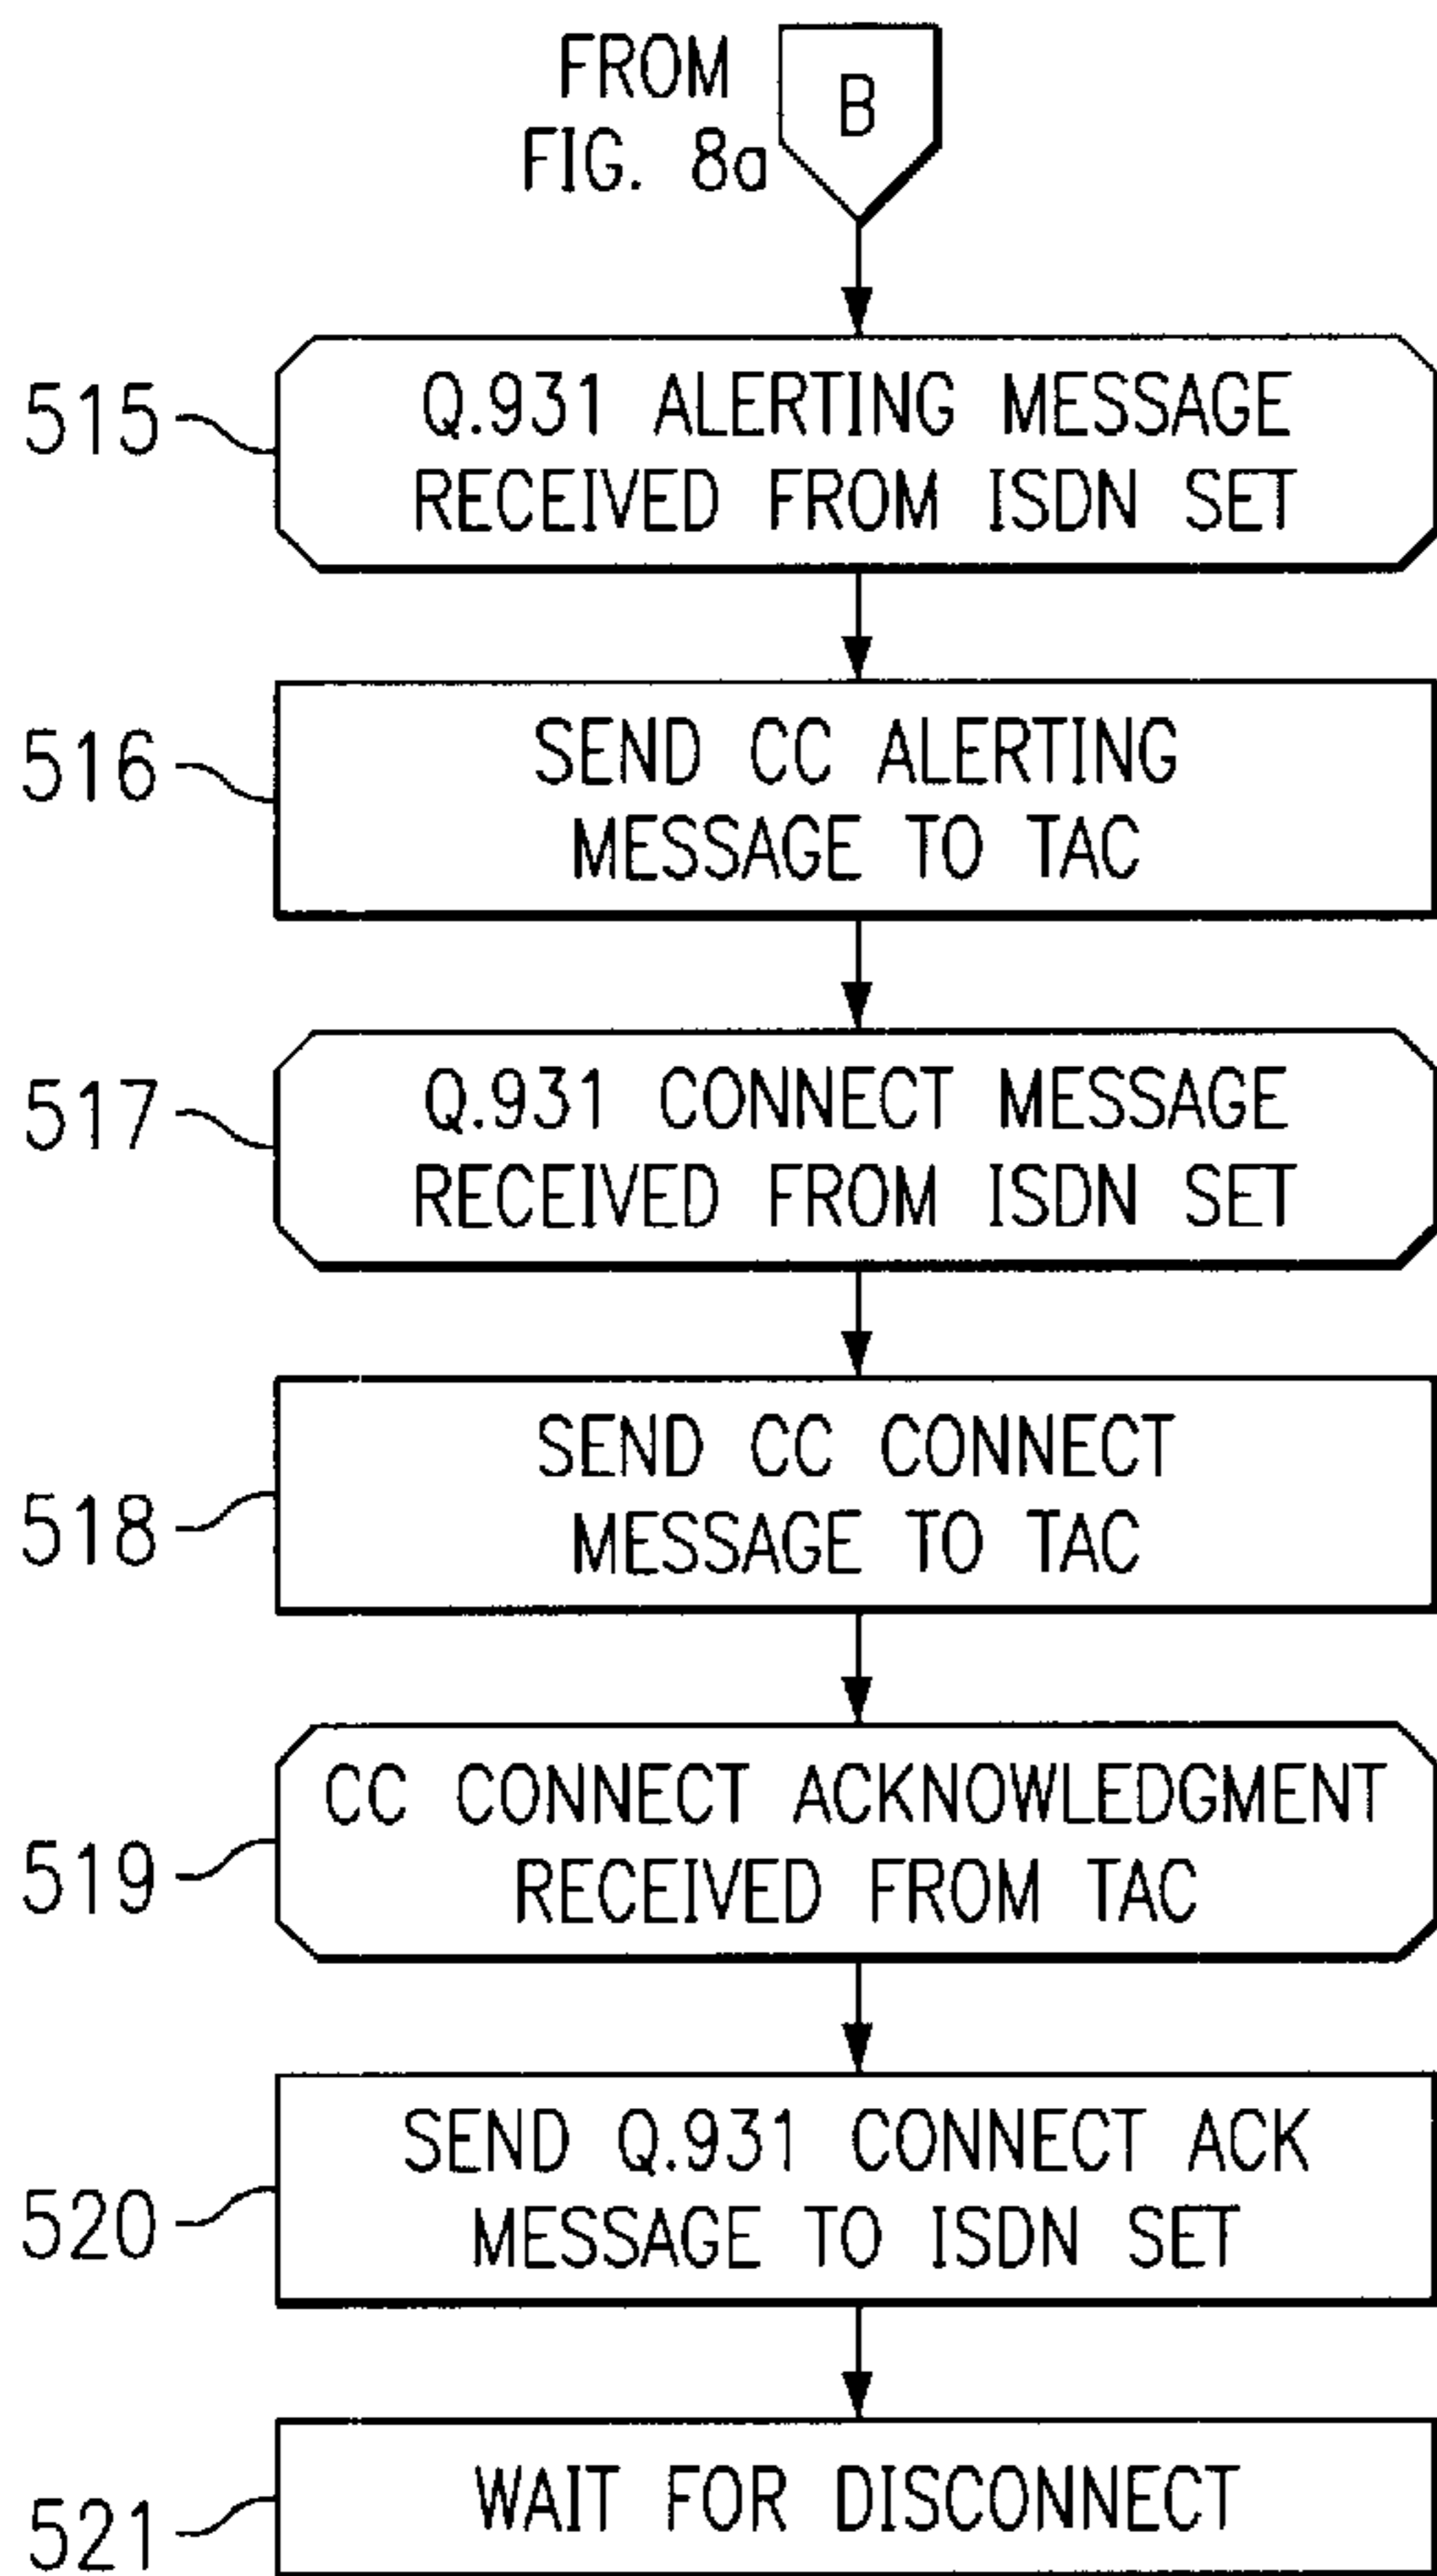 FROM
FIG. 8a
B
515
Q.931 ALERTING MESSAGE
RECEIVED FROM ISDN SET
516
SEND CC ALERTING
MESSAGE TO TAC
517
Q.931 CONNECT MESSAGE
RECEIVED FROM ISDN SET
518
SEND CC CONNECT
MESSAGE TO TAC
519
CC CONNECT ACKNOWLEDGMENT
RECEIVED FROM TAC
520
SEND Q.931 CONNECT ACK
MESSAGE TO ISDN SET
521
WAIT FOR DISCONNECT